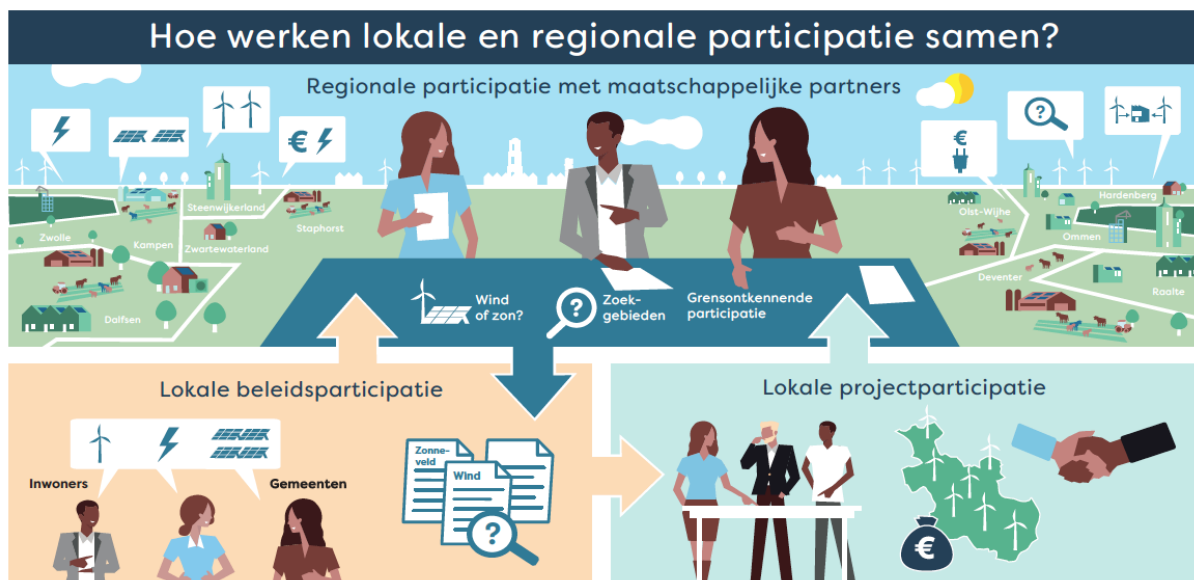 Hoe werken lokale en regionale participatie samen?
Regionale participatie met maatschappelijke partners
€
€
?
Steenwijkerland
Staphorst
Zwolle
Kampen
Zwartewaterland
Dalfsen
Hardenberg
Olst-Wijhe
Ommen
Deventer
Raalte
Wind
of zon?
?
Zoek-
gebieden
Grensontkennende
participatie
Lokale beleidsparticipatie
Inwoners
Gemeenten
Zonne-
veld
Wind
?
Lokale projectparticipatie
€